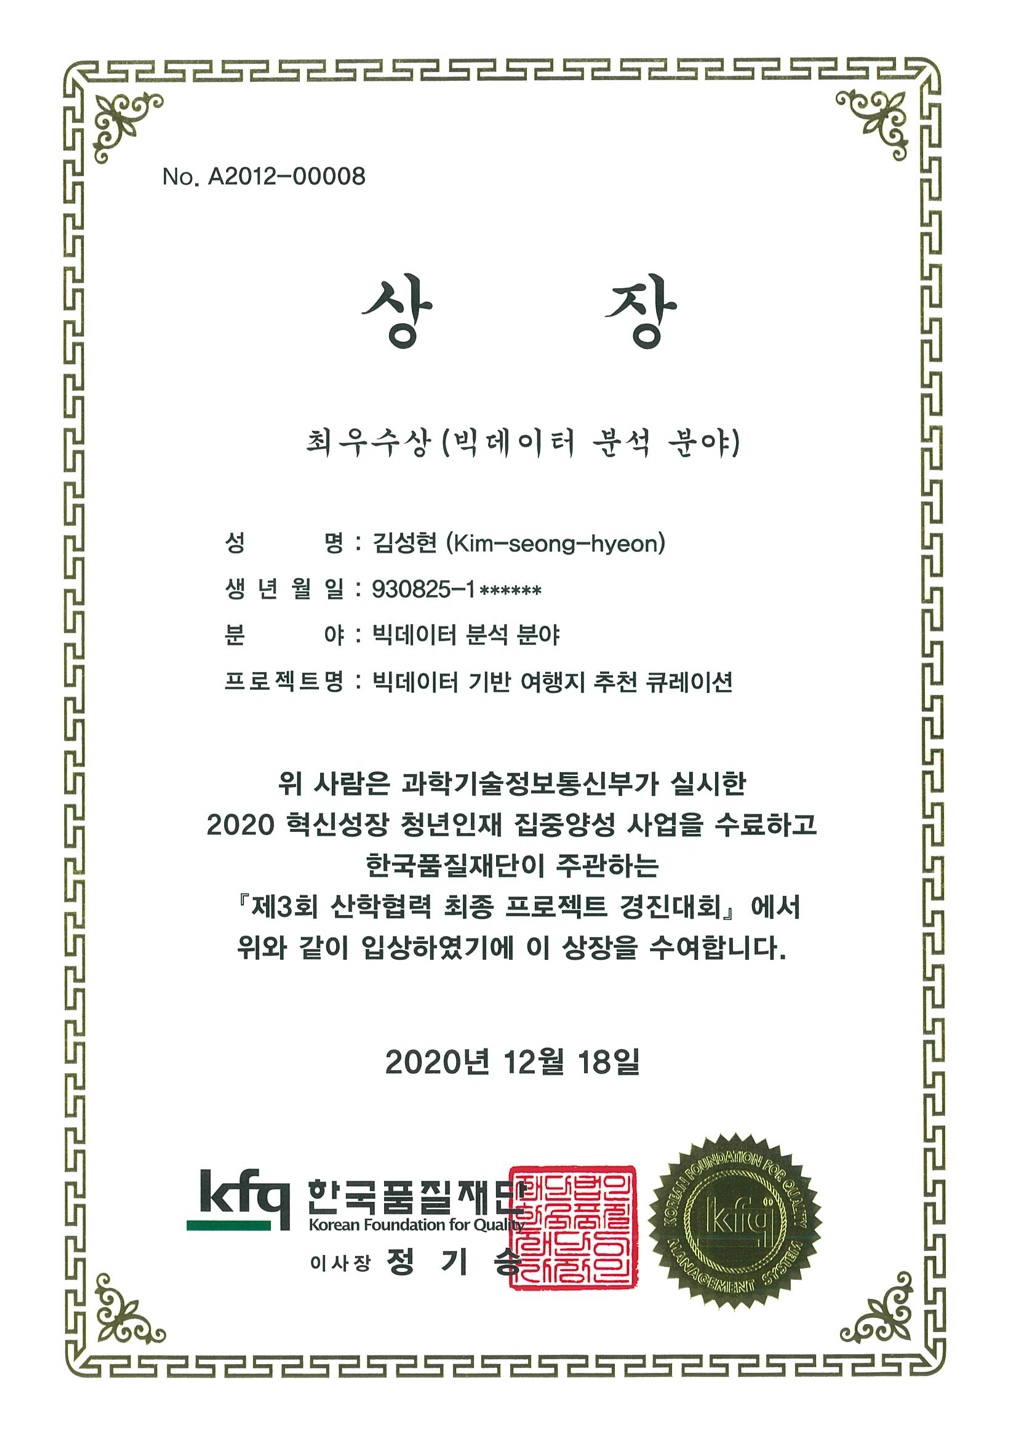 No. A2012-00008
상 장
최우수상(빅데이터 분석 분야)
성 명 : 김성현 (Kim-seong-hyeon)
생 년 월 일 : 930825-1******
분 야 : 빅데이터 분석 분야
프로젝트명 : 빅데이터 기반 여행지 추천 큐레이션
위 사람은 과학기술정보통신부가 실시한
2020 혁신성장 청년인재 집중양성 사업을 수료하고
한국품질재단이 주관하는
『제3회 산학협력 최종 프로젝트 경진대회』 에서
위와 같이 입상하였기에 이 상장을 수여합니다.
2020년 12월 18일
kfq 한국품질재단
Korean Foundation for Quality
이사장 정 기 승
KOREAN FOUNDATION FOR QUALITY
kfq
MANAGEMENT SYSTEM